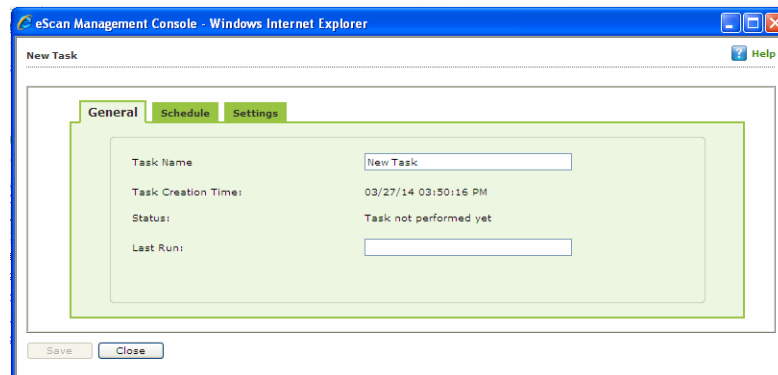 eScan Management Console - Windows Internet Explorer
New Task
? Help
General Schedule Settings
Task Name New Task
Task Creation Time: 03/27/14 03:50:16 PM
Status: Task not performed yet
Last Run:
Save Close